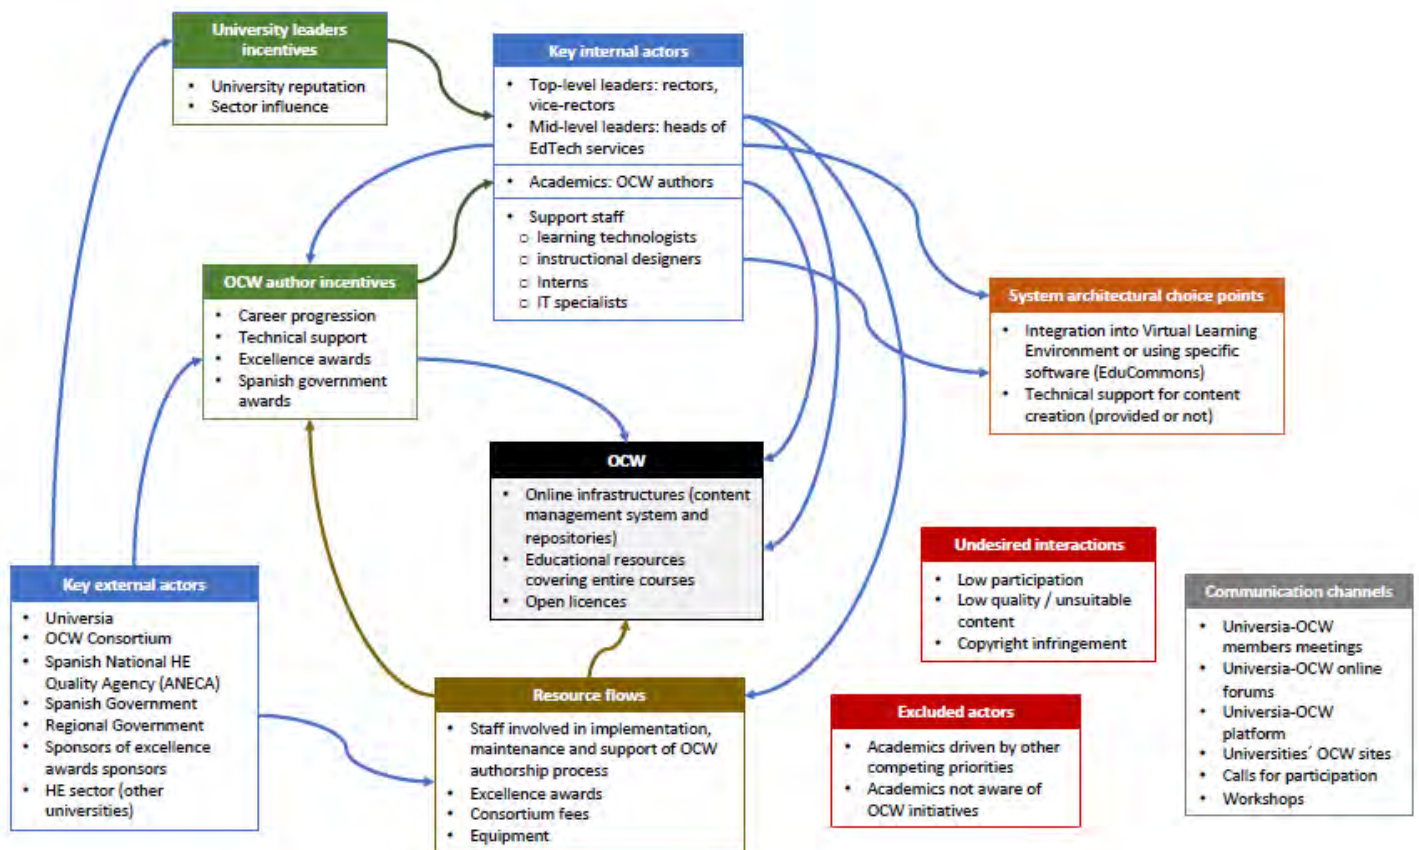 University leaders
incentives
• University reputation
• Sector influence
Key internal actors
• Top-level leaders: rectors,
vice-rectors
• Mid-level leaders: heads of
EdTech services
• Academics: OCW authors
• Support staff
o learning technologists
o instructional designers
o Interns
o IT specialists
OCW author incentives
• Career progression
• Technical support
• Excellence awards
• Spanish government
awards
System architectural choice points
• Integration into Virtual Learning
Environment or using specific
software (EduCommons)
• Technical support for content
creation (provided or not)
OCW
• Online infrastructures (content
management system and
repositories)
• Educational resources
covering entire courses
• Open licences
Key external actors
• Universia
• OCW Consortium
• Spanish National HE
Quality Agency (ANECA)
• Spanish Government
• Regional Government
• Sponsors of excellence
awards sponsors
• HE sector (other
universities)
Resource flows
• Staff involved in implementation,
maintenance and support of OCW
authorship process
• Excellence awards
• Consortium fees
• Equipment
Undesired interactions
• Low participation
• Low quality / unsuitable
content
• Copyright infringement
Excluded actors
• Academics driven by other
competing priorities
• Academics not aware of
OCW initiatives
Communication channels
• Universia-OCW
members meetings
• Universia-OCW online
forums
• Universia-OCW
platform
• Universities´ OCW sites
• Calls for participation
• Workshops